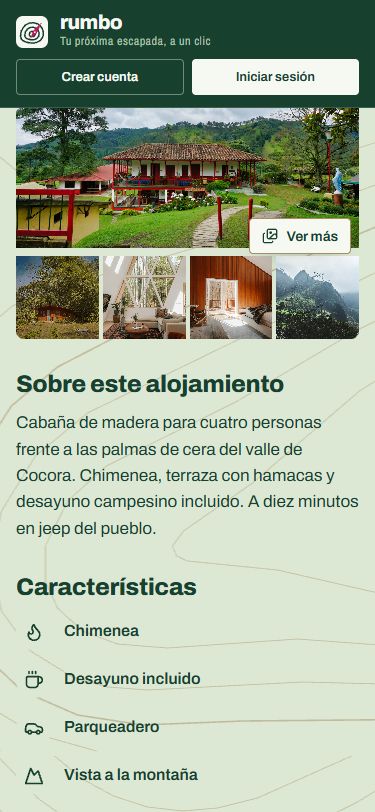 rumbo
Tu próxima escapada, a un clic
Crear cuenta
Iniciar sesión
Ver más
Sobre este alojamiento
Cabaña de madera para cuatro personas
frente a las palmas de cera del valle de
Cocora. Chimenea, terraza con hamacas y
desayuno campesino incluido. A diez minutos
en jeep del pueblo.
Características
Chimenea
Desayuno incluido
Parqueadero
Vista a la montaña